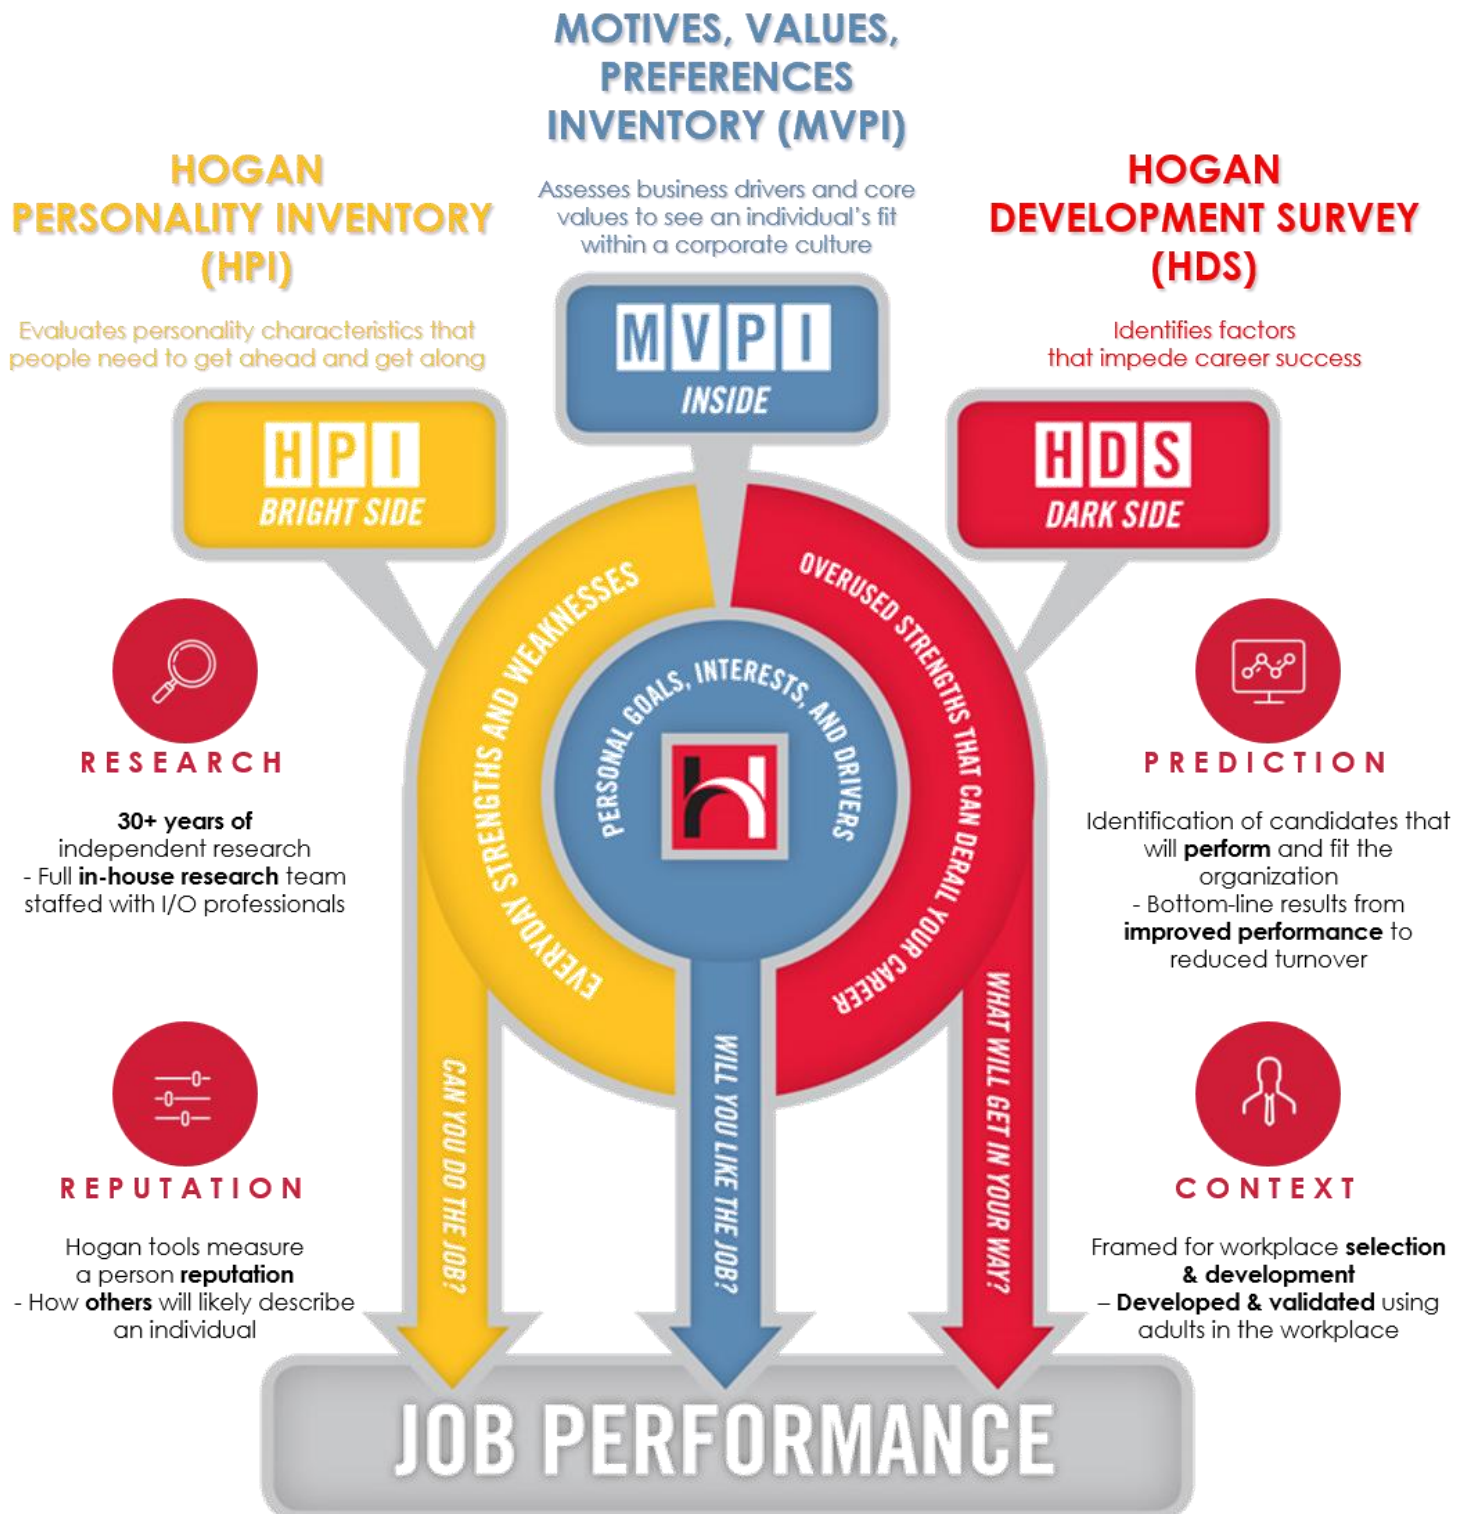 MOTIVES, VALUES,
PREFERENCES
INVENTORY (MVPI)
Assesses business drivers and core
values to see an individual's fit
within a corporate culture
HOGAN
PERSONALITY INVENTORY
(HPI)
Evaluates personality characteristics that
people need to get ahead and get along
HOGAN
DEVELOPMENT SURVEY
(HDS)
Identifies factors
that impede career success
MVPI
INSIDE
HPI
BRIGHT SIDE
HDS
DARK SIDE
EVERYDAY STRENGTHS AND WEAKNESSES
PERSONAL GOALS, INTERESTS, AND DRIVERS
OVERUSED STRENGTHS THAT CAN DERAIL YOUR CAREER
H
RESEARCH
30+ years of
independent research
- Full in-house research team
staffed with I/O professionals
PREDICTION
Identification of candidates that
will perform and fit the
organization
- Bottom-line results from
improved performance to
reduced turnover
REPUTATION
Hogan tools measure
a person reputation
- How others will likely describe
an individual
CONTEXT
Framed for workplace selection
& development
– Developed & validated using
adults in the workplace
CAN YOU DO THE JOB?
WILL YOU LIKE THE JOB?
WHAT WILL GET IN YOUR WAY?
JOB PERFORMANCE